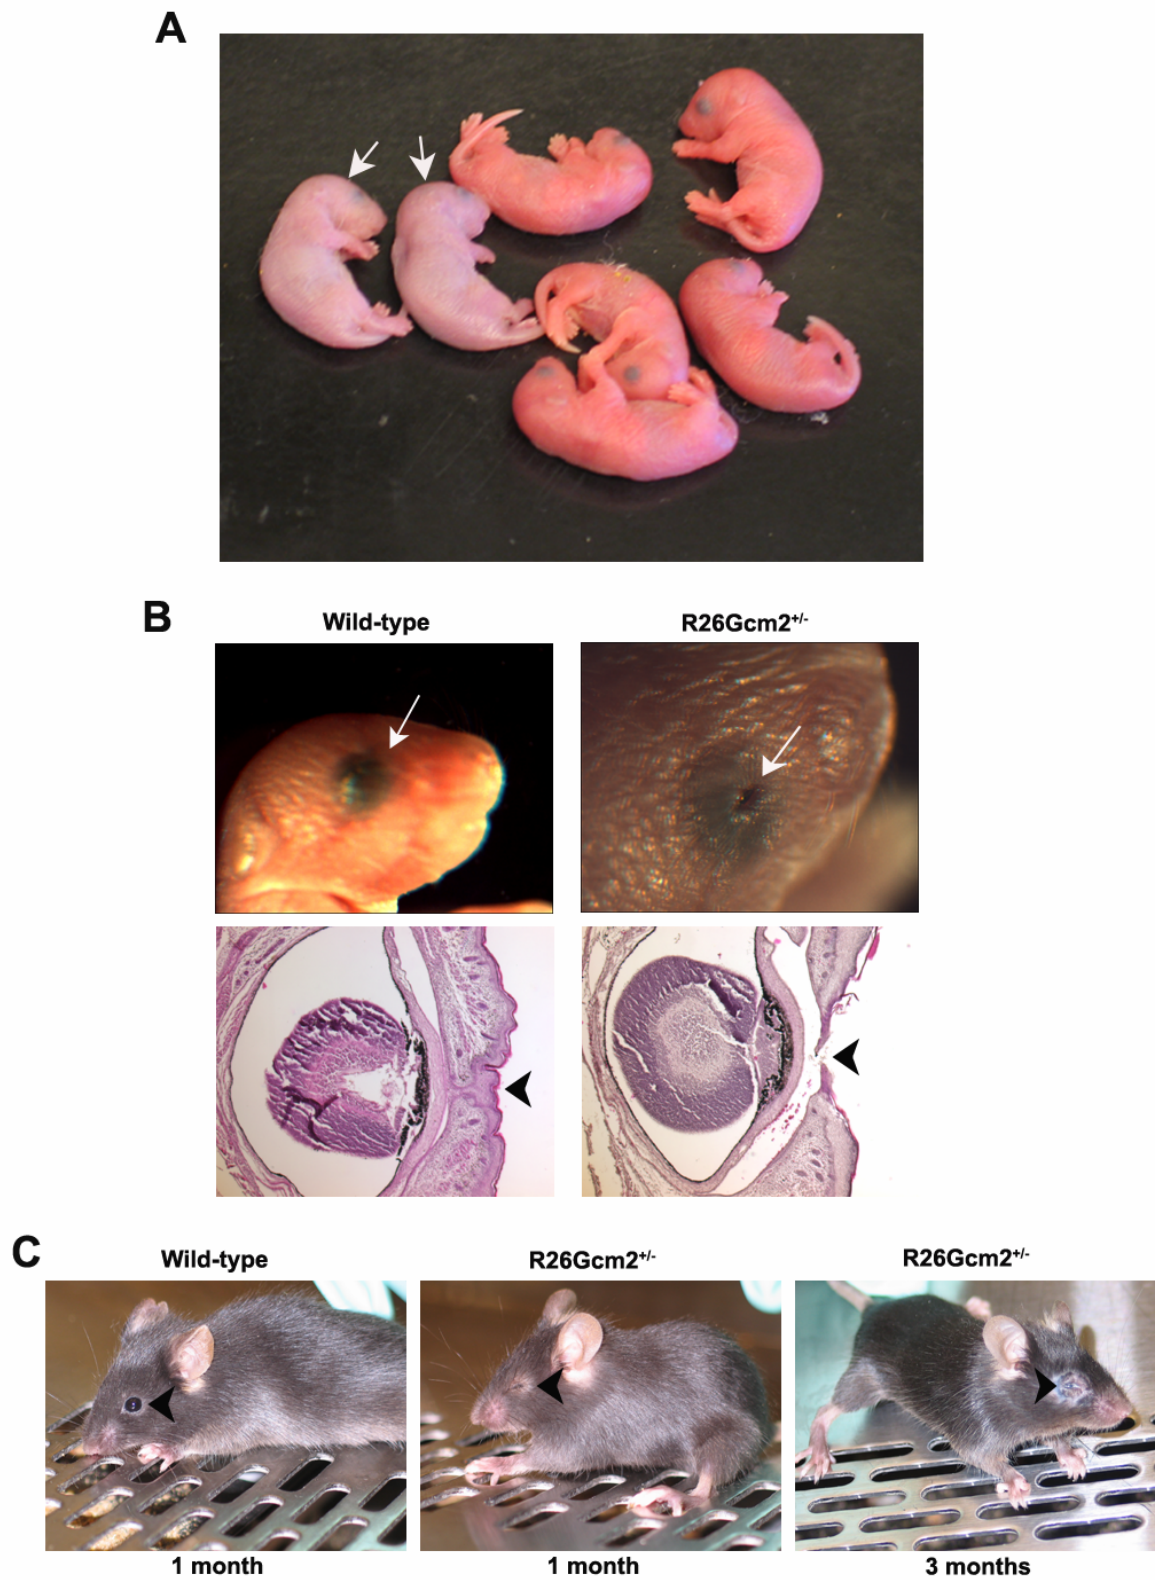 A
B
Wild-type
R26Gcm2+/-
C
Wild-type
R26Gcm2+/-
R26Gcm2+/-
1 month
1 month
3 months